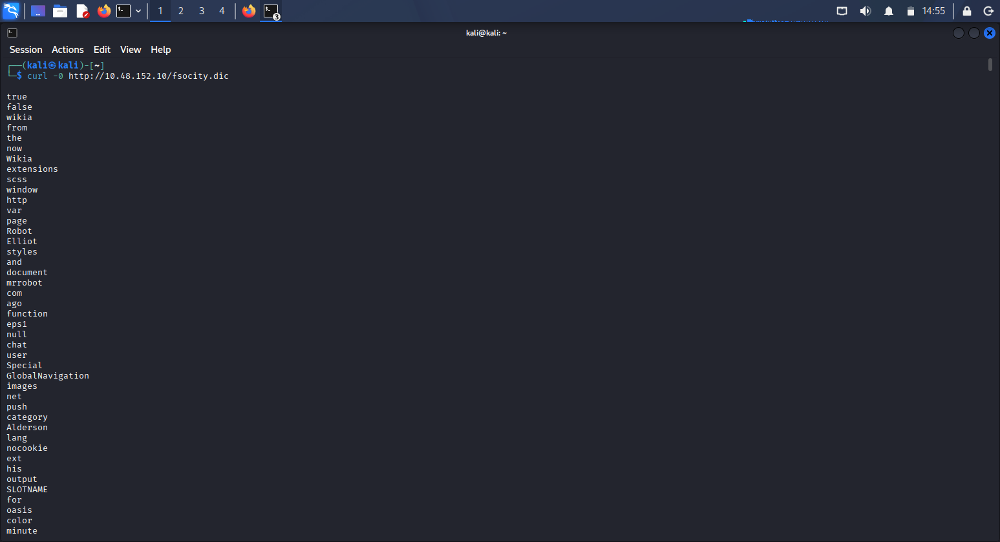 1 2 3 4 3 14:55
kali@kali: ~
Session Actions Edit View Help
┌──(kali㉿kali)-[~]
└─$ curl -0 http://10.48.152.10/fsocity.dic
true
false
wikia
from
the
now
Wikia
extensions
scss
window
http
var
page
Robot
Elliot
styles
and
document
mrrobot
com
ago
function
eps1
null
chat
user
Special
GlobalNavigation
images
net
push
category
Alderson
lang
nocookie
ext
his
output
SLOTNAME
for
oasis
color
minute